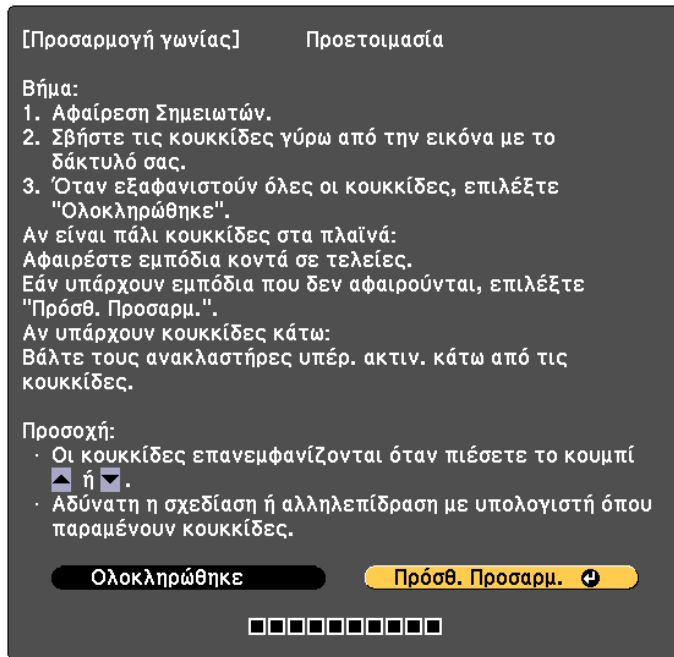 [Προσαρμογή γωνίας] Προετοιμασία
Βήμα:
1. Αφαίρεση Σημειωτών.
2. Σβήστε τις κουκκίδες γύρω από την εικόνα με το
δάκτυλό σας.
3. Όταν εξαφανιστούν όλες οι κουκκίδες, επιλέξτε
"Ολοκληρώθηκε".
Αν είναι πάλι κουκκίδες στα πλαϊνά:
Αφαιρέστε εμπόδια κοντά σε τελείες.
Εάν υπάρχουν εμπόδια που δεν αφαιρούνται, επιλέξτε
"Πρόσθ. Προσαρμ.".
Αν υπάρχουν κουκκίδες κάτω:
Βάλτε τους ανακλαστήρες υπέρ. ακτιν. κάτω από τις
κουκκίδες.
Προσοχή:
· Οι κουκκίδες επανεμφανίζονται όταν πιέσετε το κουμπί
▲ ή ▼.
· Αδύνατη η σχεδίαση ή αλληλεπίδραση με υπολογιστή όπου
παραμένουν κουκκίδες.
Ολοκληρώθηκε Πρόσθ. Προσαρμ.